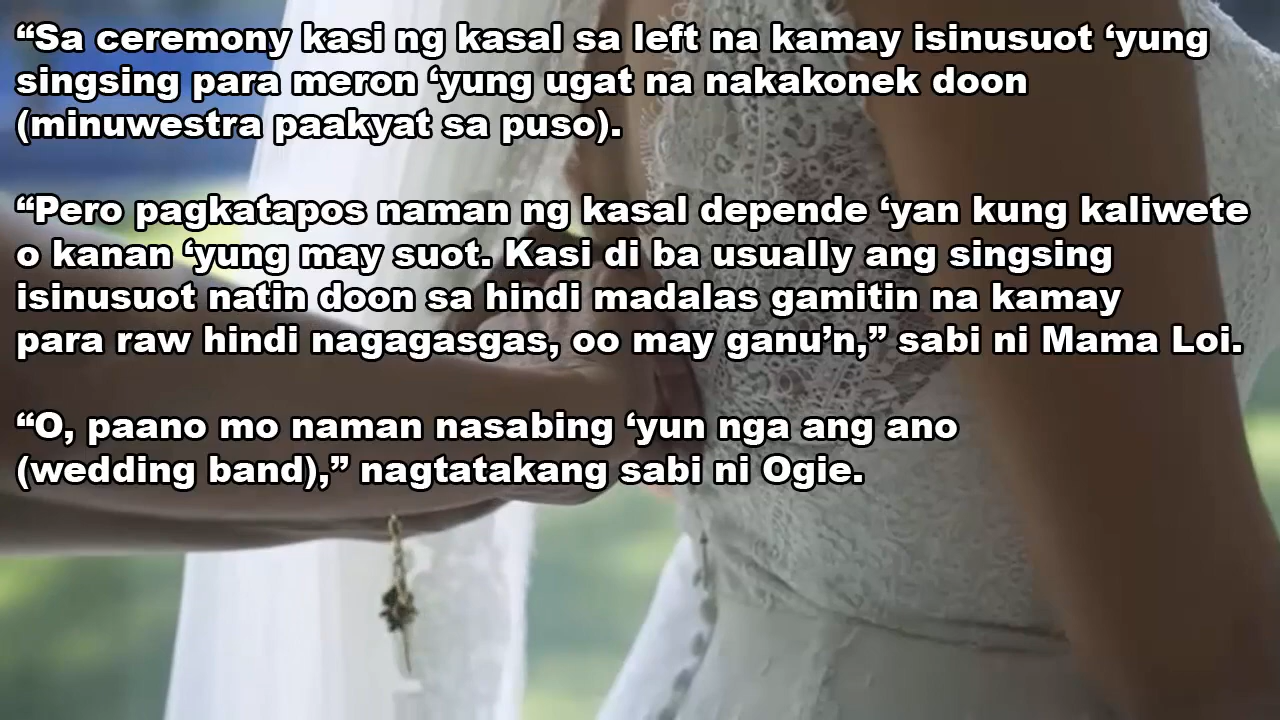 “Sa ceremony kasi ng kasal sa left na kamay isinusuot ‘yung
singsing para meron ‘yung ugat na nakakonek doon
(minuwestra paakyat sa puso).
“Pero pagkatapos naman ng kasal depende ‘yan kung kaliwete
o kanan ‘yung may suot. Kasi di ba usually ang singsing
isinusuot natin doon sa hindi madalas gamitin na kamay
para raw hindi nagagasgas, oo may ganu’n,” sabi ni Mama Loi.
“O, paano mo naman nasabing ‘yun nga ang ano
(wedding band),” nagtatakang sabi ni Ogie.